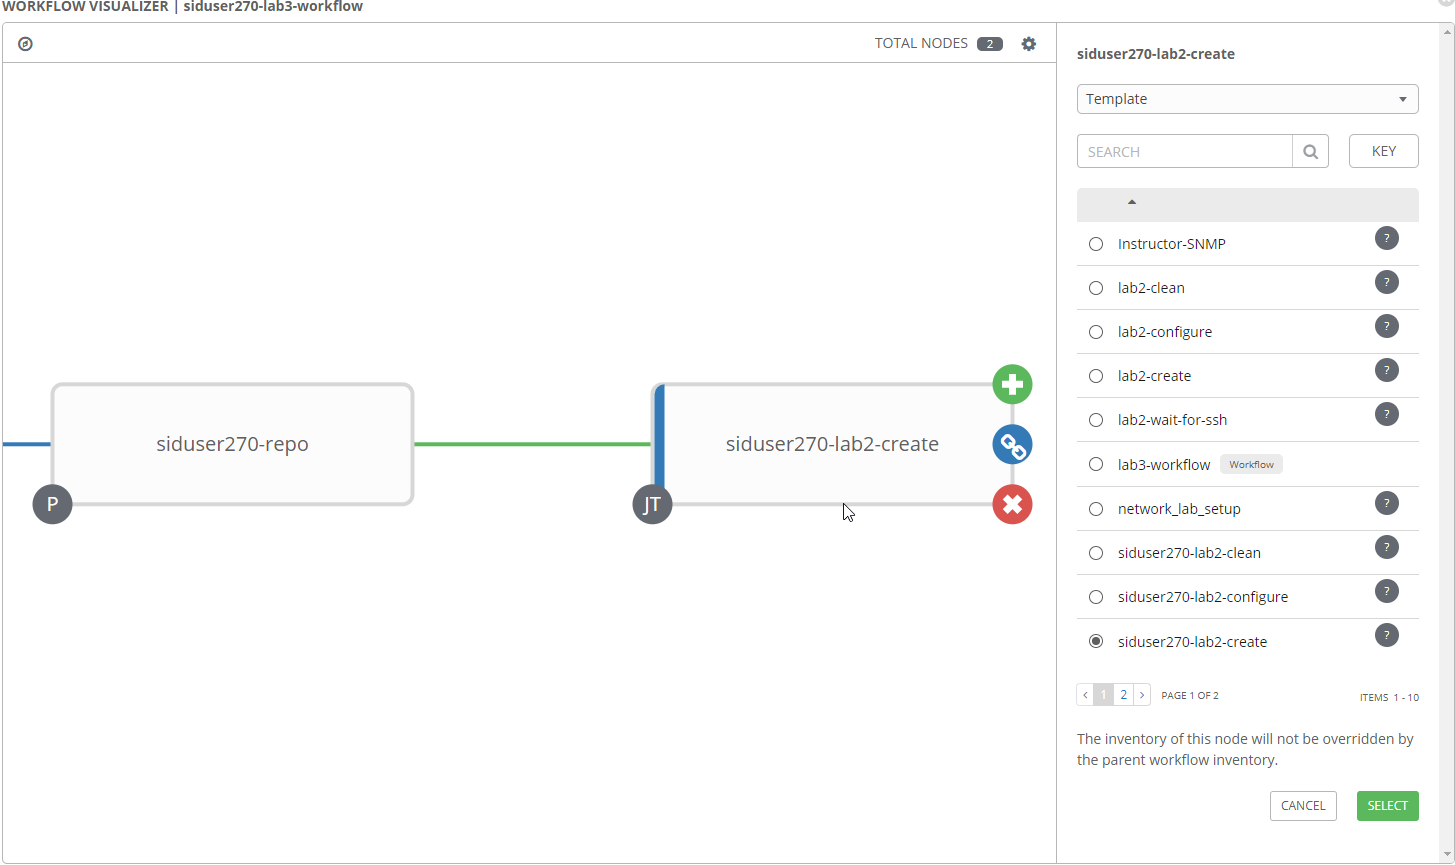 WORKFLOW VISUALIZER | siduser270-lab3-workflow
TOTAL NODES 2
siduser270-repo
P
siduser270-lab2-create
JT
siduser270-lab2-create
Template
SEARCH
KEY
Instructor-SNMP ?
lab2-clean ?
lab2-configure ?
lab2-create ?
lab2-wait-for-ssh ?
lab3-workflow Workflow
network_lab_setup ?
siduser270-lab2-clean ?
siduser270-lab2-configure ?
siduser270-lab2-create ?
< 1 2 > PAGE 1 OF 2 ITEMS 1 - 10
The inventory of this node will not be overridden by
the parent workflow inventory.
CANCEL SELECT